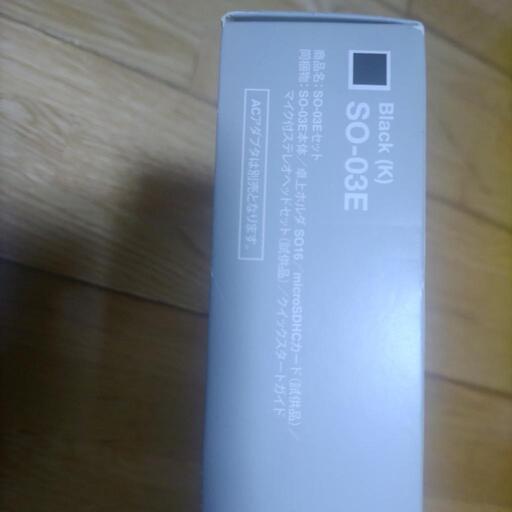 Black (K)
SO-03E
商品名：SO-03Eセット
同梱物：SO-03E本体／卓上ホルダ SO16／microSDHCカード（試供品）／
マイク付ステレオヘッドセット（試供品）／クイックスタートガイド
ACアダプタは別売となります。